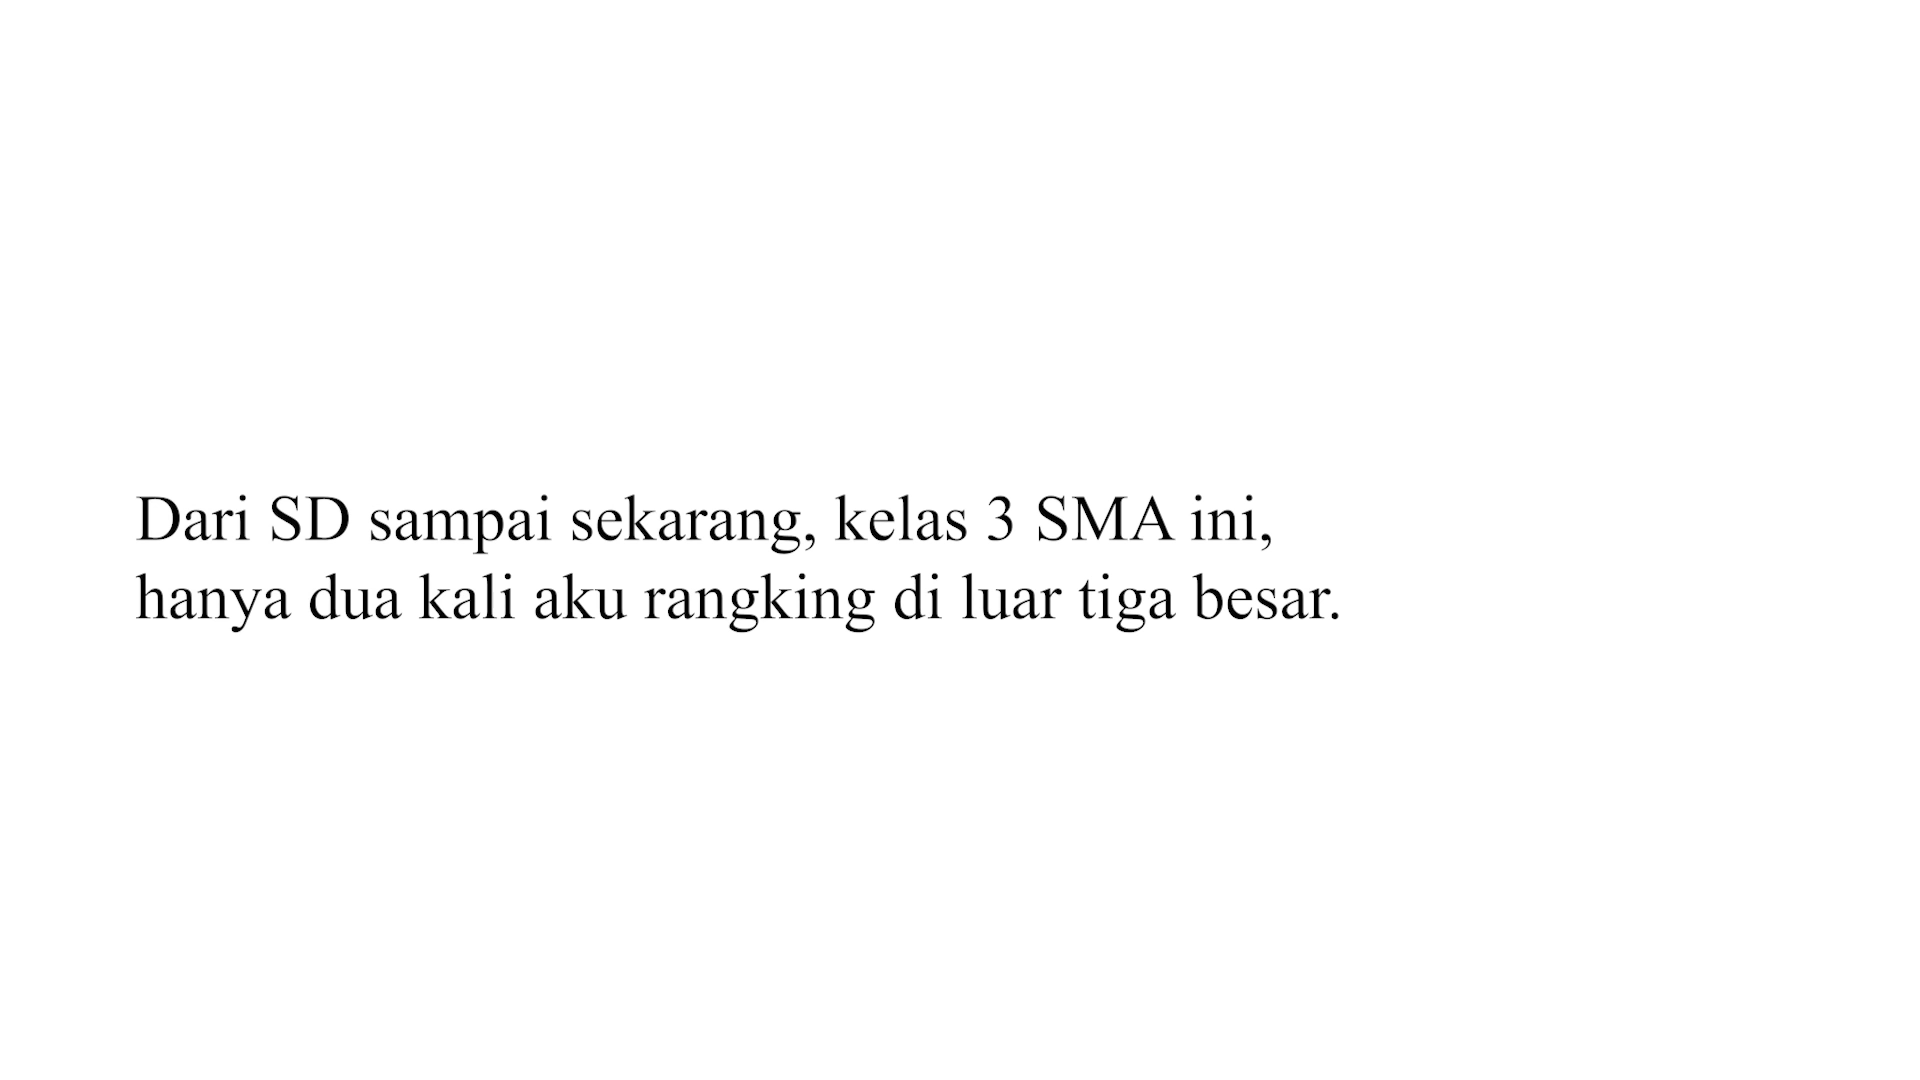 Dari SD sampai sekarang, kelas 3 SMA ini,
hanya dua kali aku rangking di luar tiga besar.